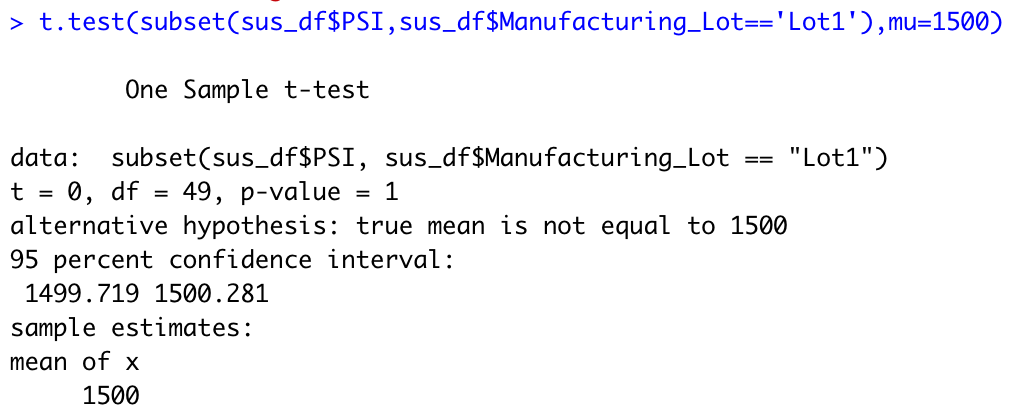 > t.test(subset(sus_df$PSI,sus_df$Manufacturing_Lot=='Lot1'),mu=1500)
One Sample t-test
data:  subset(sus_df$PSI, sus_df$Manufacturing_Lot == "Lot1")
t = 0, df = 49, p-value = 1
alternative hypothesis: true mean is not equal to 1500
95 percent confidence interval:
1499.719 1500.281
sample estimates:
mean of x
1500